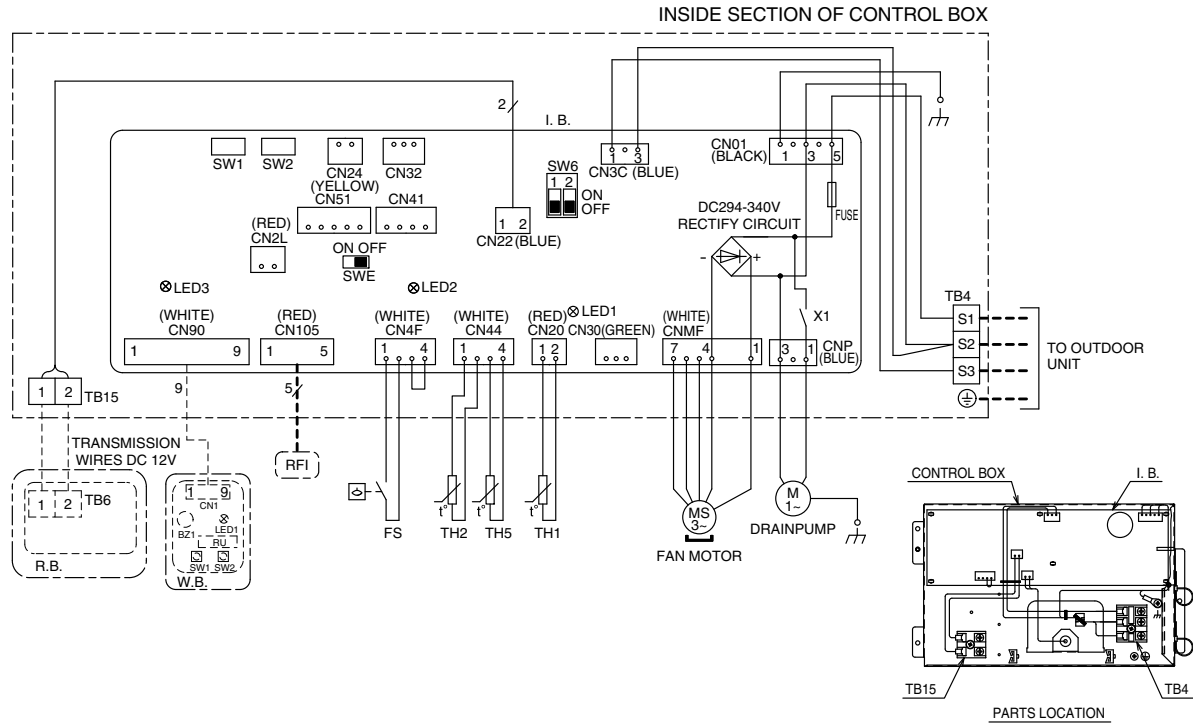 INSIDE SECTION OF CONTROL BOX
2
I. B.
SW1
SW2
CN24
(YELLOW)
CN32
CN51
CN41
(RED)
CN2L
ON OFF
SWE
1 2
CN22 (BLUE)
SW6
1 2
ON
OFF
1 3
CN3C (BLUE)
CN01
(BLACK)
1 3 5
DC294-340V
RECTIFY CIRCUIT
FUSE
- +
X1
LED3
LED2
LED1
(WHITE)
CN90
1 9
(RED)
CN105
1 5
(WHITE)
CN4F
1 4
(WHITE)
CN44
1 4
(RED)
CN20
1 2
CN30(GREEN)
(WHITE)
CNMF
7 4 1
3 1
CNP
(BLUE)
TB4
S1
S2
S3
TO OUTDOOR
UNIT
1 2
TB15
9
5
TRANSMISSION
WIRES DC 12V
1 2
TB6
R.B.
1 9
CN1
BZ1
LED1
RU
SW1 SW2
W.B.
RFI
FS
t°
TH2
t°
TH5
t°
TH1
MS
3~
FAN MOTOR
M
1~
DRAINPUMP
CONTROL BOX
I. B.
TB15
TB4
PARTS LOCATION